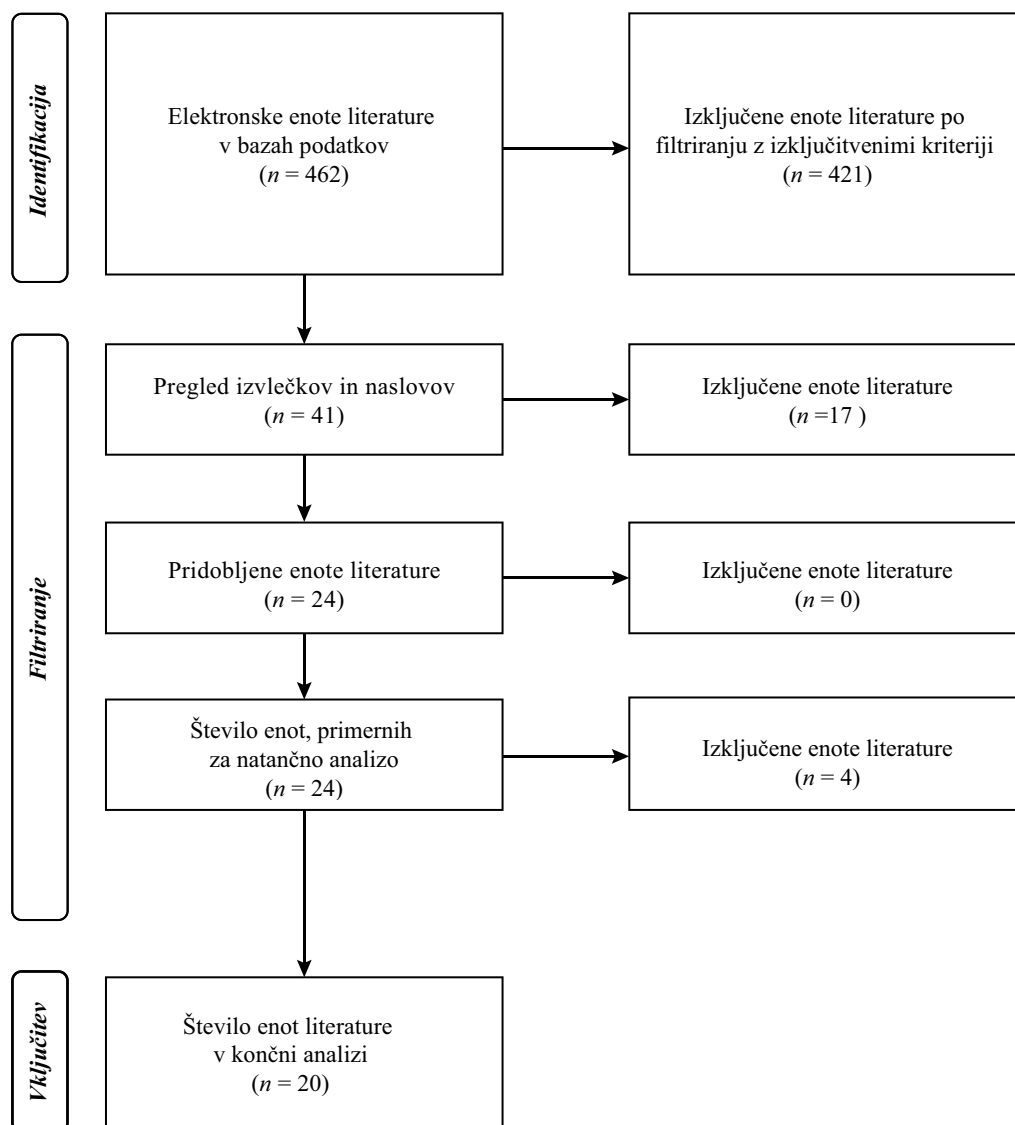 Identifikacija
Elektronske enote literature
v bazah podatkov
(n = 462)
Izključene enote literature po
filtriranju z izključitvenimi kriteriji
(n = 421)
Filtriranje
Pregled izvlečkov in naslovov
(n = 41)
Izključene enote literature
(n =17 )
Pridobljene enote literature
(n = 24)
Izključene enote literature
(n = 0)
Število enot, primernih
za natančno analizo
(n = 24)
Izključene enote literature
(n = 4)
Vključitev
Število enot literature
v končni analizi
(n = 20)